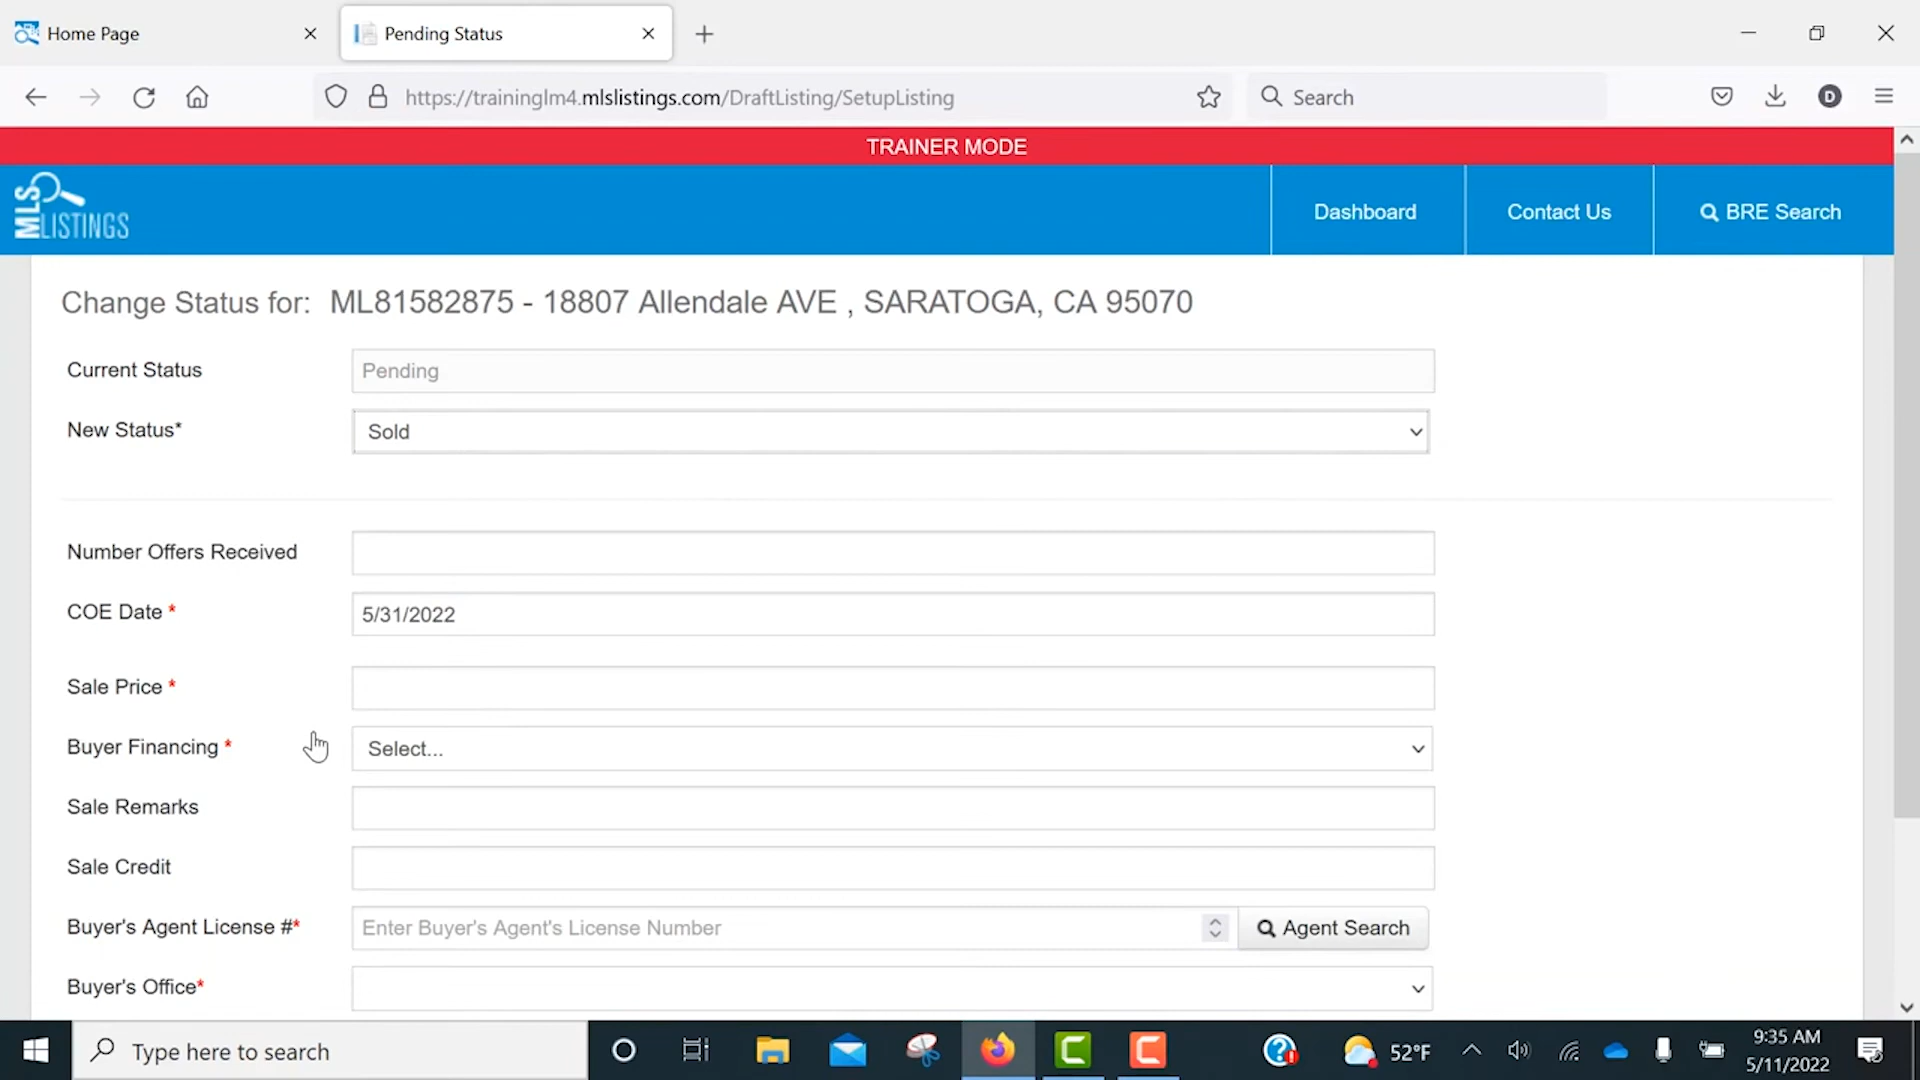 Home Page
Pending Status
https://traininglm4.mlslistings.com/DraftListing/SetupListing
Search
D
TRAINER MODE
MLS LISTINGS
Dashboard
Contact Us
BRE Search
Change Status for: ML81582875 - 18807 Allendale AVE , SARATOGA, CA 95070
Current Status
Pending
New Status*
Sold
Number Offers Received
COE Date *
5/31/2022
Sale Price *
Buyer Financing *
Select...
Sale Remarks
Sale Credit
Buyer's Agent License #*
Enter Buyer's Agent's License Number
Agent Search
Buyer's Office*
Type here to search
52°F
9:35 AM
5/11/2022